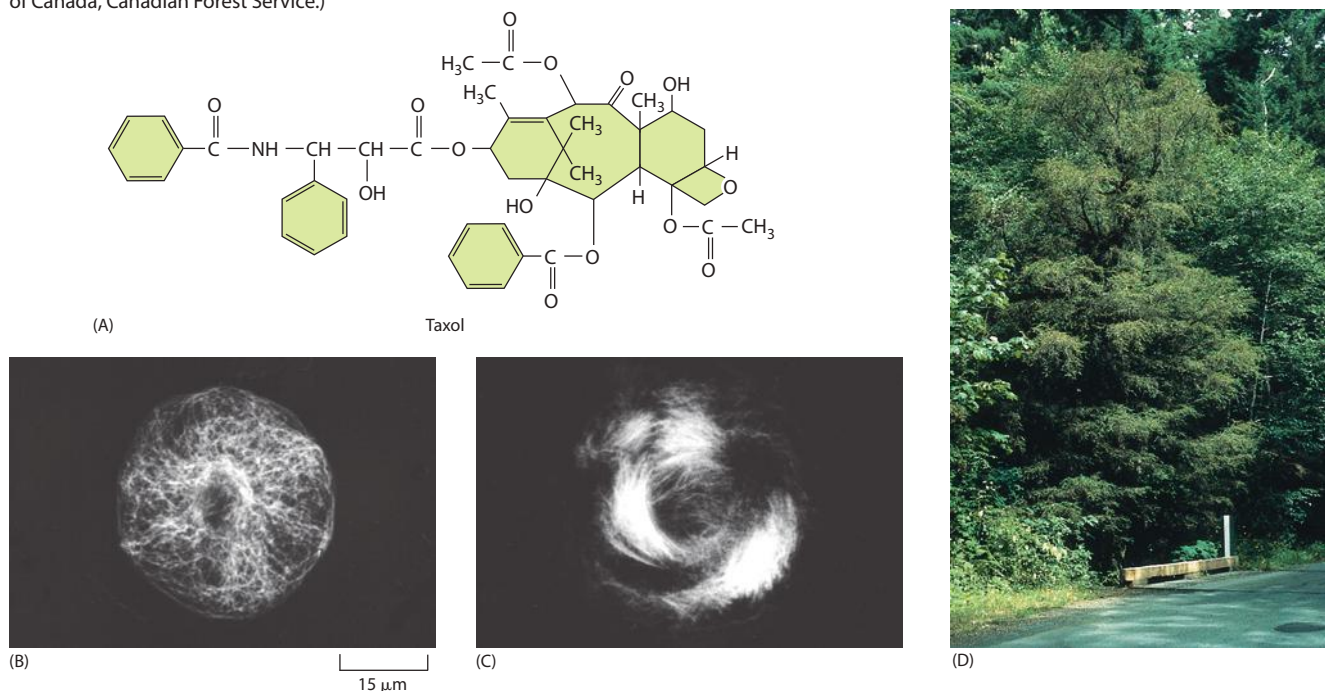 of Canada, Canadian Forest Service.)
O
H₃C — C — O
O
OH
H₃C
CH₃
O
O
CH₃
C — NH — CH — CH — C — O
H
CH₃
O
OH
HO
H
O — C — CH₃
C — O
O
O
(A)
Taxol
(B)
(C)
(D)
15 μm